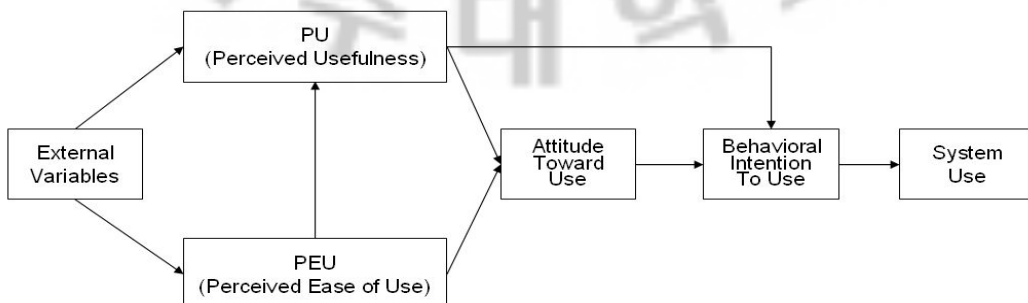 PU
(Perceived Usefulness)
External
Variables
Attitude
Toward
Use
Behavioral
Intention
To Use
System
Use
PEU
(Perceived Ease of Use)
대